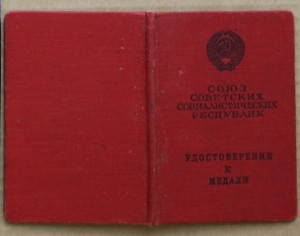 СОЮЗ
СОВЕТСКИХ
СОЦИАЛИСТИЧЕСКИХ
РЕСПУБЛИК
УДОСТОВЕРЕНИЕ
К
МЕДАЛИ